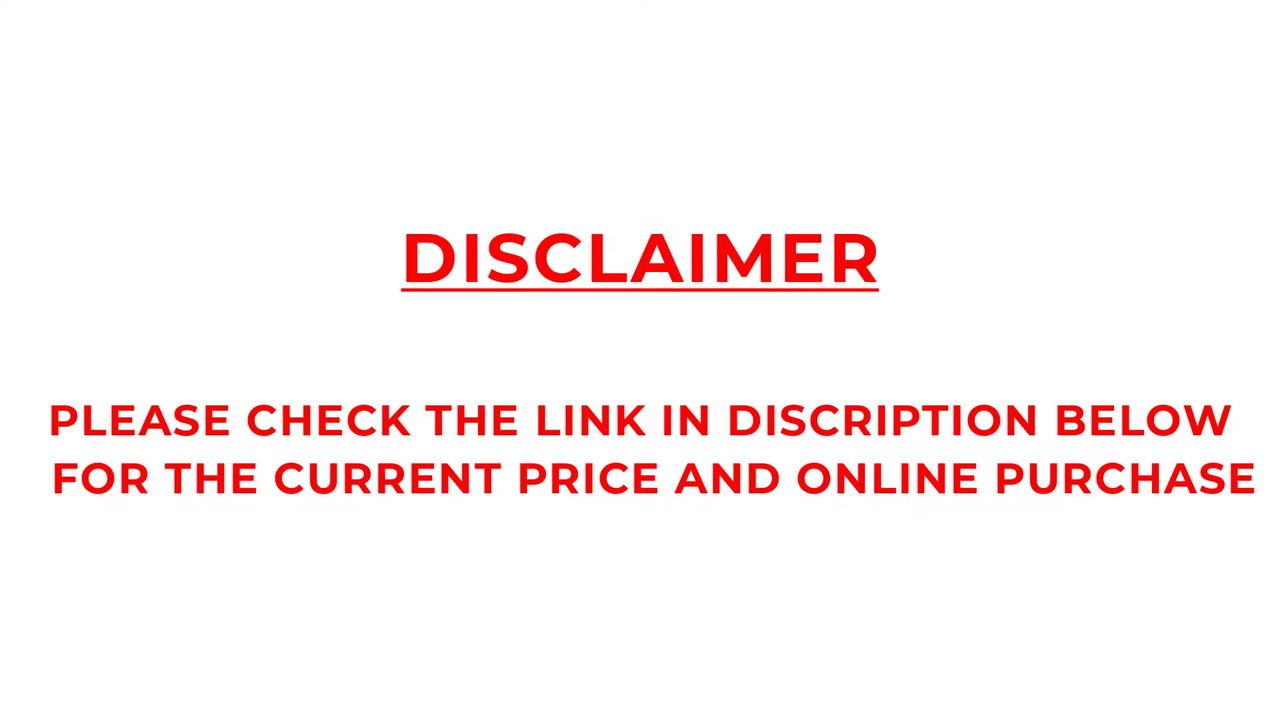 DISCLAIMER
PLEASE CHECK THE LINK IN DISCRIPTION BELOW
FOR THE CURRENT PRICE AND ONLINE PURCHASE